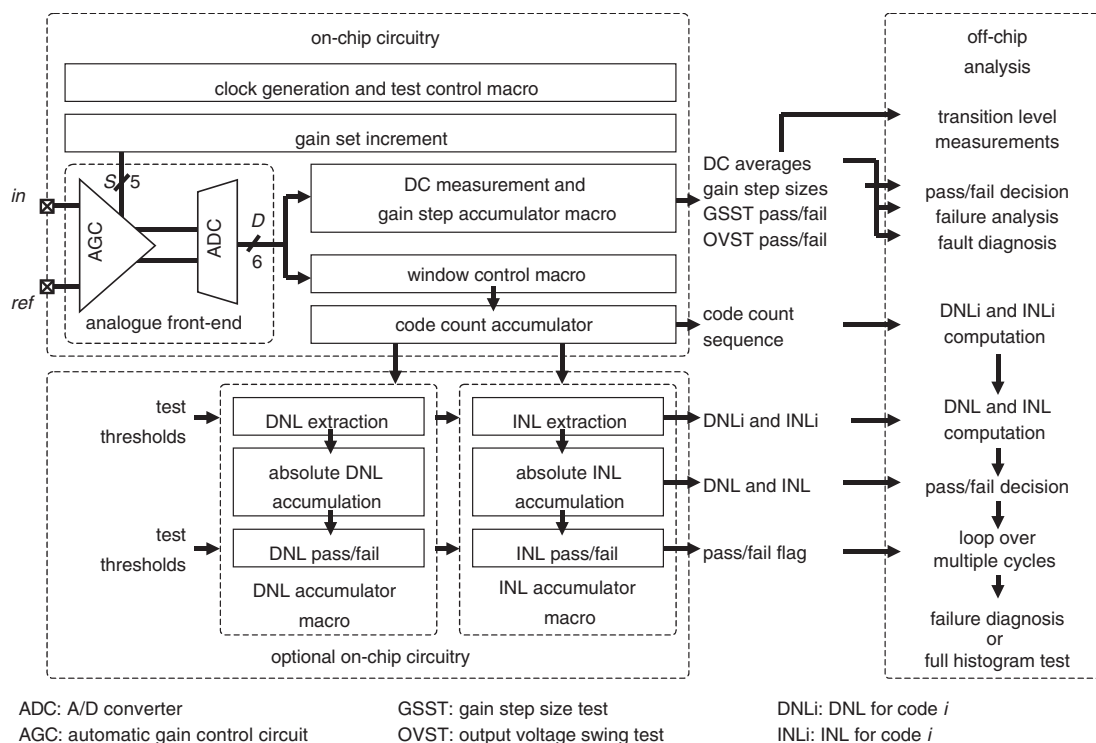 on-chip circuitry
off-chip
analysis
clock generation and test control macro
gain set increment
transition level
measurements
in
ref
S
5
AGC
ADC
D
6
analogue front-end
DC measurement and
gain step accumulator macro
DC averages
gain step sizes
GSST pass/fail
OVST pass/fail
pass/fail decision
failure analysis
fault diagnosis
window control macro
code count accumulator
code count
sequence
DNLi and INLi
computation
test
thresholds
DNL extraction
INL extraction
DNLi and INLi
DNL and INL
computation
absolute DNL
accumulation
absolute INL
accumulation
DNL and INL
pass/fail decision
test
thresholds
DNL pass/fail
INL pass/fail
pass/fail flag
loop over
multiple cycles
DNL accumulator
macro
INL accumulator
macro
failure diagnosis
or
full histogram test
optional on-chip circuitry
ADC: A/D converter
GSST: gain step size test
DNLi: DNL for code i
AGC: automatic gain control circuit
OVST: output voltage swing test
INLi: INL for code i